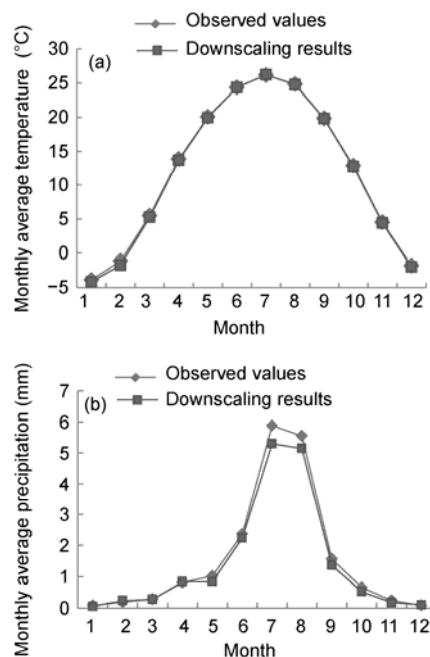 Observed values
Downscaling results
(a)
Monthly average temperature (°C)
30
25
20
15
10
5
0
−5
1 2 3 4 5 6 7 8 9 10 11 12
Month
Observed values
Downscaling results
(b)
Monthly average precipitation (mm)
7
6
5
4
3
2
1
0
1 2 3 4 5 6 7 8 9 10 11 12
Month